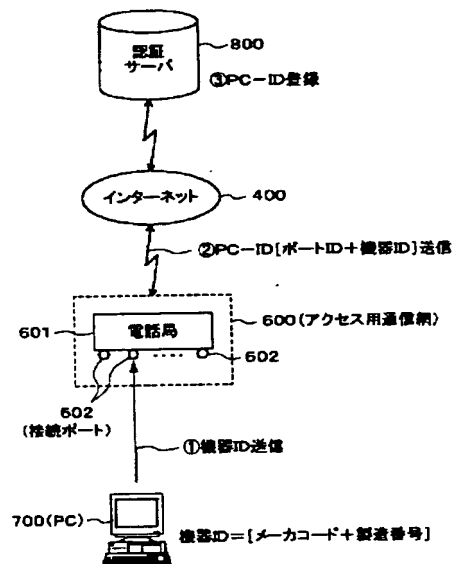 認証
サーバ
800
③PC-ID登録
インターネット
400
②PC-ID[ポートID+機器ID]送信
601
電話局
600(アクセス用通信網)
602
602
(接続ポート)
①機器ID送信
700(PC)
機器ID=[メーカコード+製造番号]